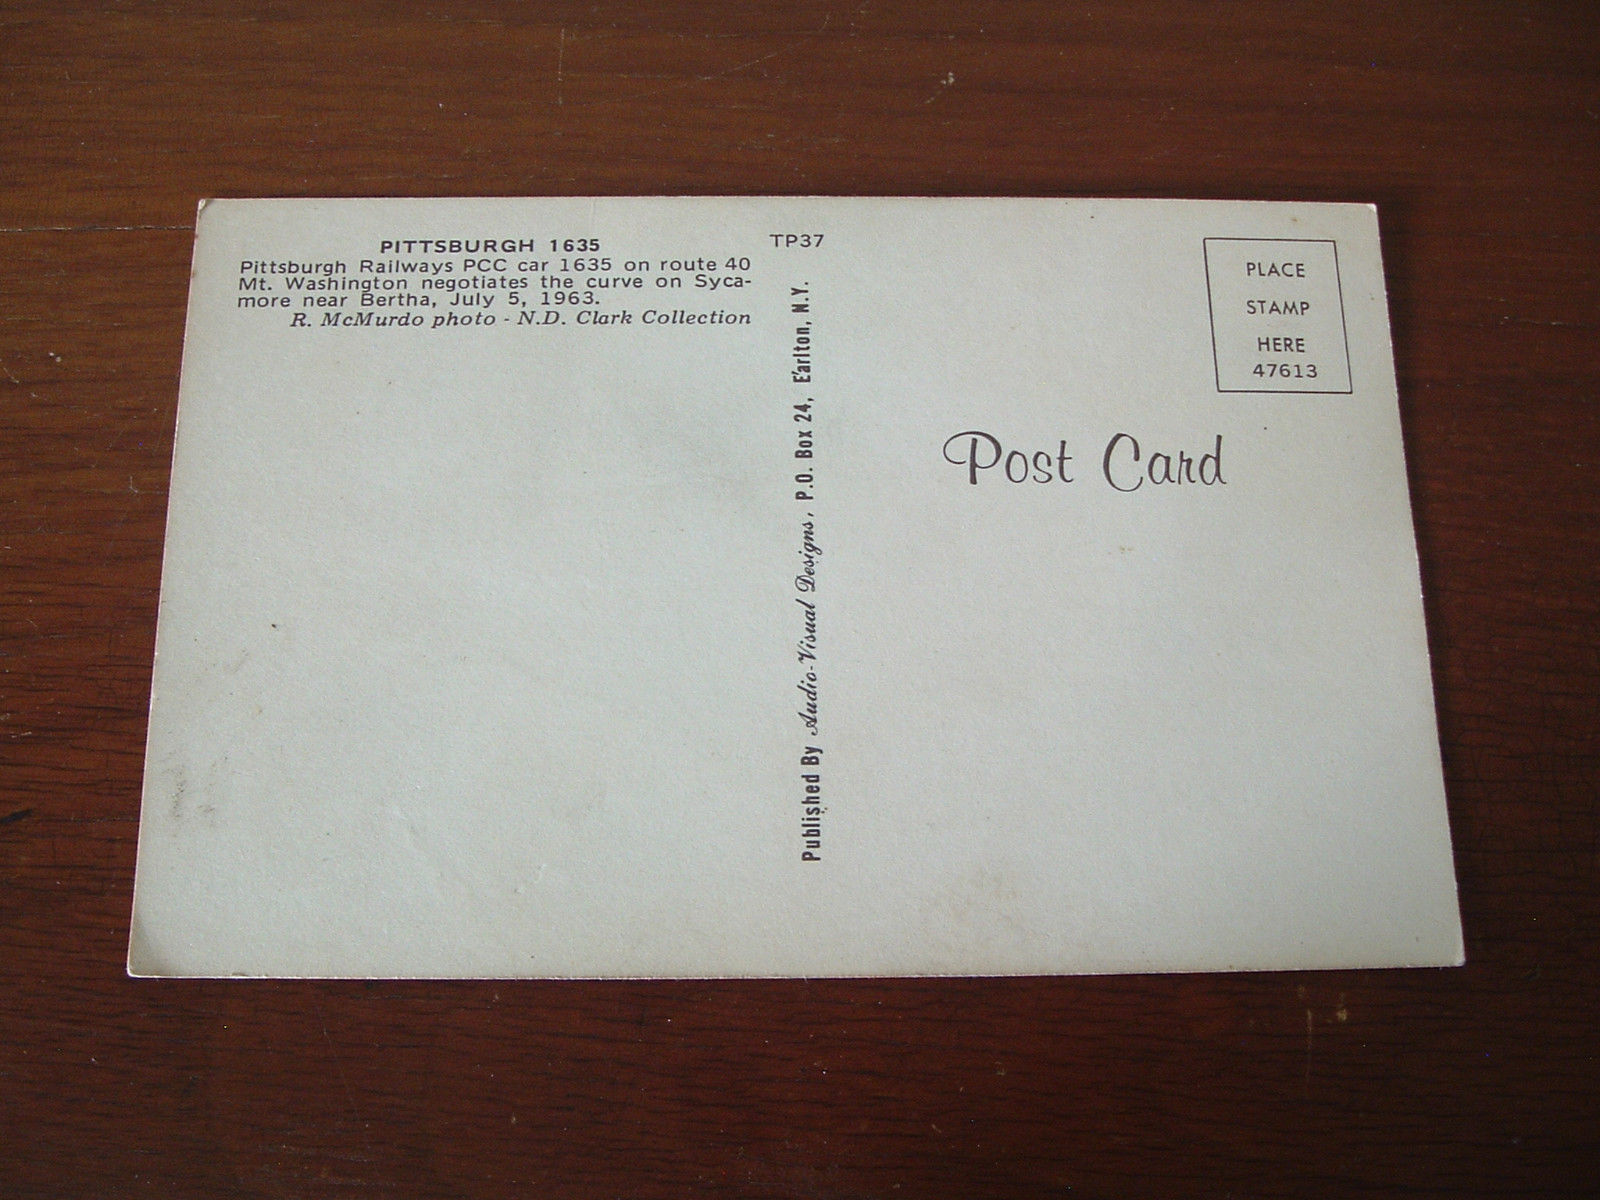 PITTSBURGH 1635
Pittsburgh Railways PCC car 1635 on route 40
Mt. Washington negotiates the curve on Syca-
more near Bertha, July 5, 1963.
R. McMurdo photo - N.D. Clark Collection
TP37
Published By Audio-Visual Designs, P.O. Box 24, Earlton, N.Y.
PLACE
STAMP
HERE
47613
Post Card